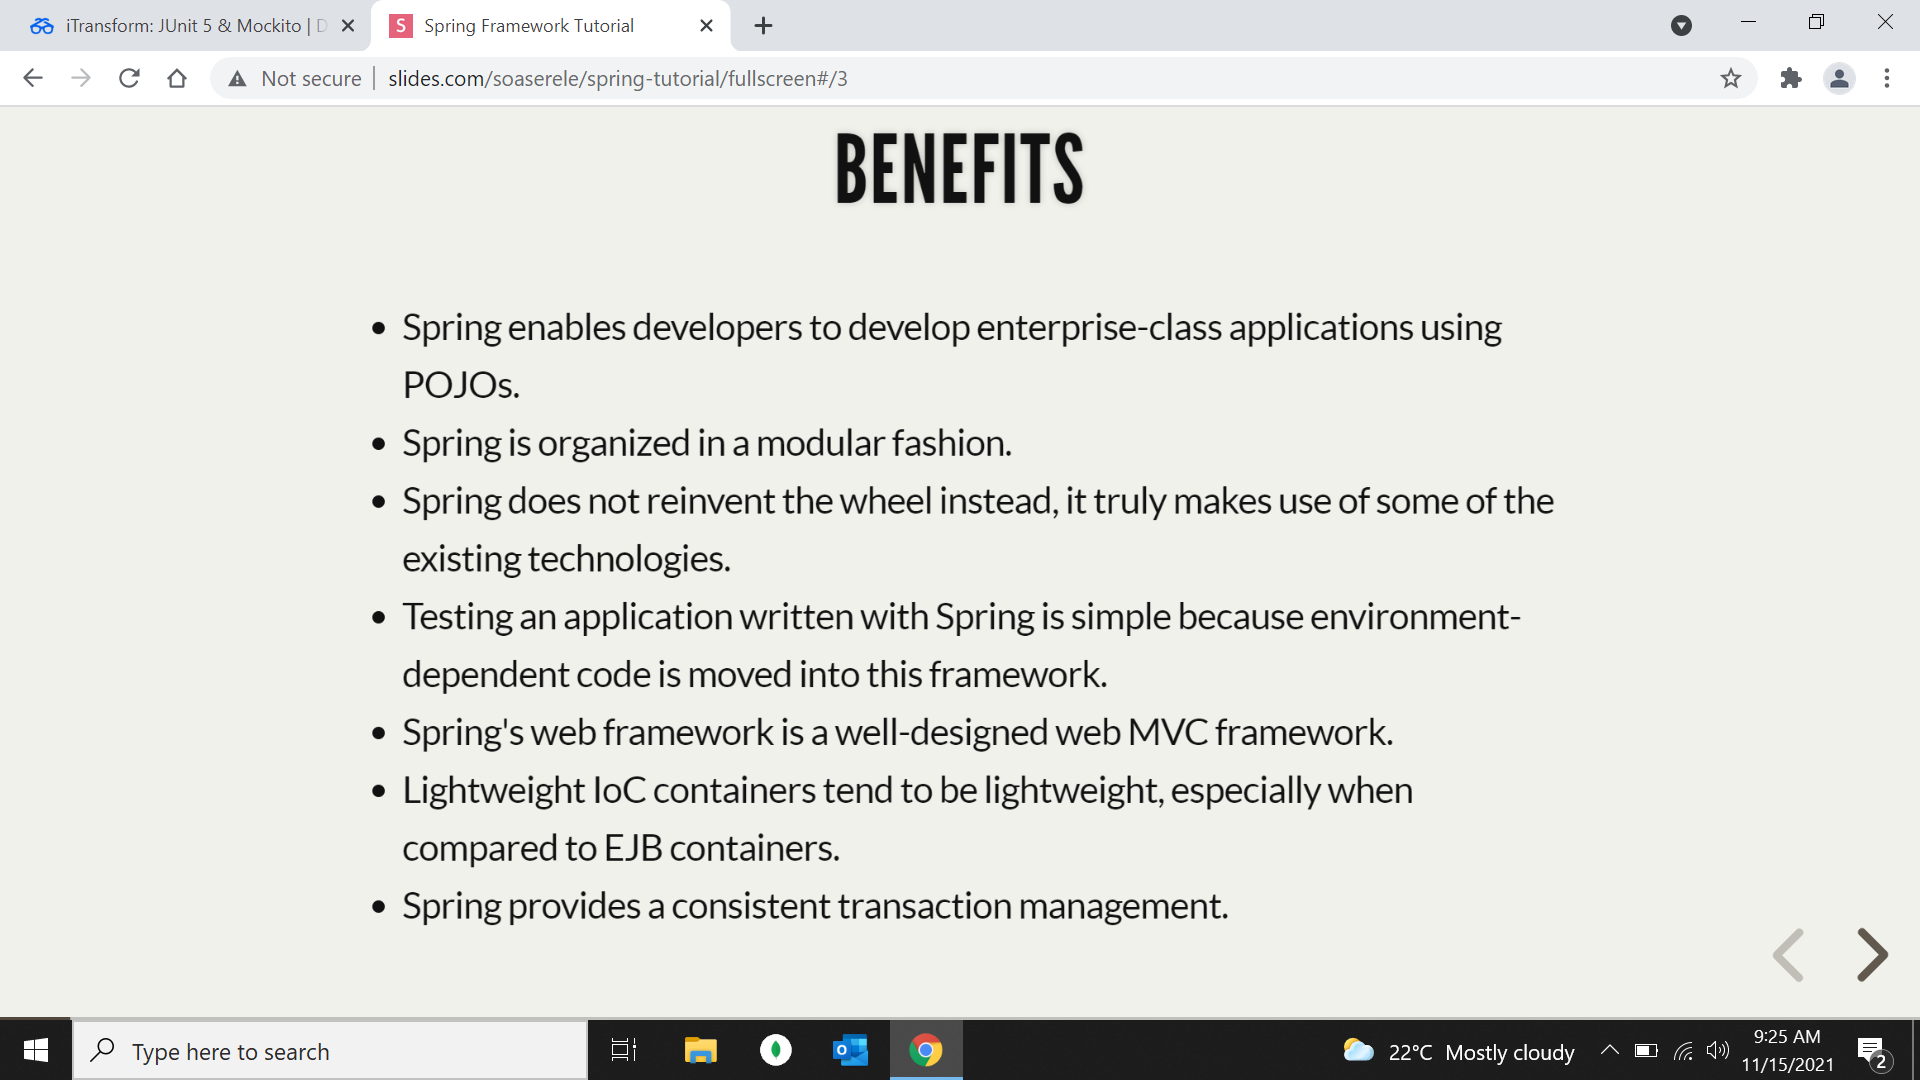 iTransform: JUnit 5 & Mockito | D
S Spring Framework Tutorial
Not secure | slides.com/soaserele/spring-tutorial/fullscreen#/3
BENEFITS
• Spring enables developers to develop enterprise-class applications using
POJOs.
• Spring is organized in a modular fashion.
• Spring does not reinvent the wheel instead, it truly makes use of some of the
existing technologies.
• Testing an application written with Spring is simple because environment-
dependent code is moved into this framework.
• Spring's web framework is a well-designed web MVC framework.
• Lightweight IoC containers tend to be lightweight, especially when
compared to EJB containers.
• Spring provides a consistent transaction management.
Type here to search
22°C Mostly cloudy
9:25 AM
11/15/2021
2